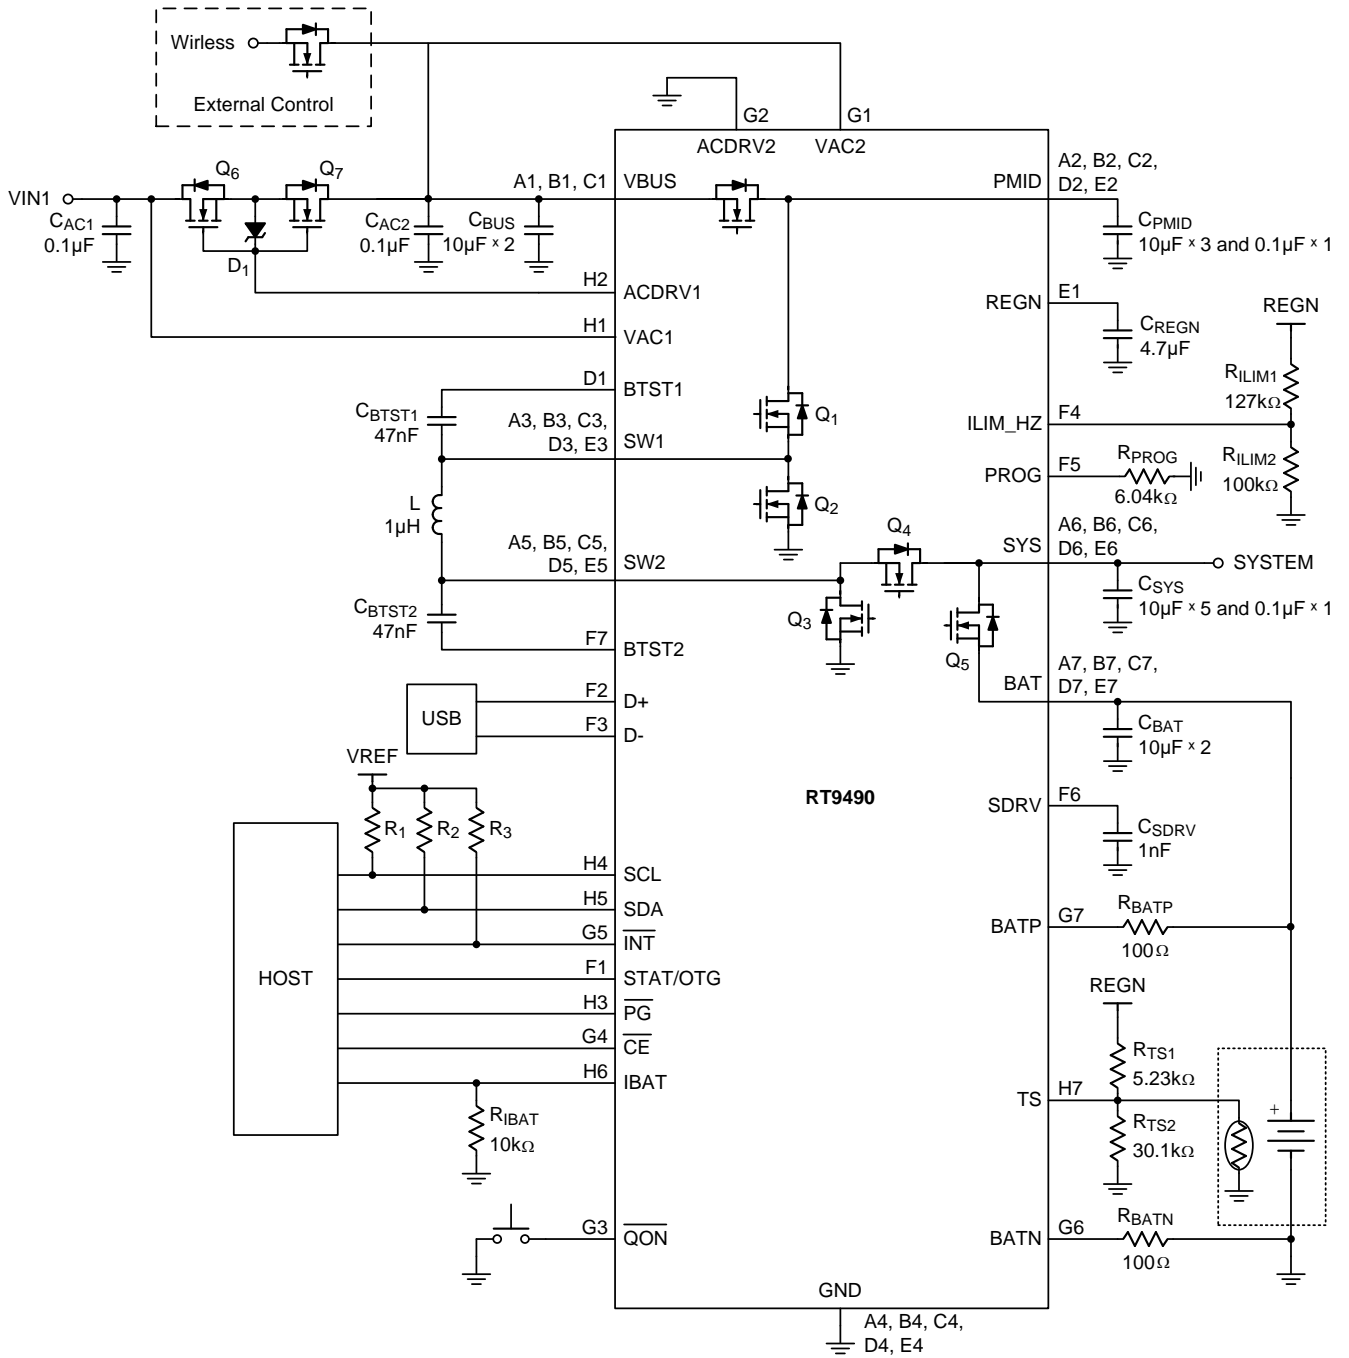 Wirless
External Control
G2
G1
ACDRV2
VAC2
VIN1
CAC1
0.1µF
Q6
Q7
D1
CAC2
0.1µF
CBUS
10µF x 2
A1, B1, C1
VBUS
PMID
A2, B2, C2,
D2, E2
CPMID
10µF x 3 and 0.1µF x 1
H2
ACDRV1
H1
VAC1
REGN
E1
CREGN
4.7µF
REGN
RILIM1
127kΩ
D1
BTST1
CBTST1
47nF
A3, B3, C3,
D3, E3
SW1
Q1
ILIM_HZ
F4
PROG
F5
RPROG
6.04kΩ
RILIM2
100kΩ
L
1µH
Q2
A5, B5, C5,
D5, E5
SW2
Q4
Q3
Q5
SYS
A6, B6, C6,
D6, E6
SYSTEM
CSYS
10µF x 5 and 0.1µF x 1
CBTST2
47nF
F7
BTST2
BAT
A7, B7, C7,
D7, E7
CBAT
10µF x 2
USB
F2
D+
F3
D-
VREF
R1
R2
R3
RT9490
SDRV
F6
CSDRV
1nF
HOST
H4
SCL
H5
SDA
G5
INT
F1
STAT/OTG
H3
PG
G4
CE
H6
IBAT
RIBAT
10kΩ
BATP
G7
RBATP
100Ω
REGN
RTS1
5.23kΩ
TS
H7
RTS2
30.1kΩ
+
G3
QON
BATN
G6
RBATN
100Ω
GND
A4, B4, C4,
D4, E4